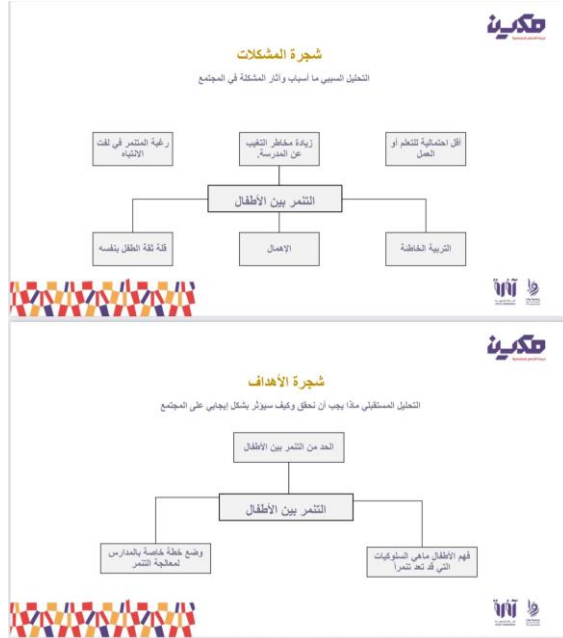 مكين
شجرة المشكلات
التحليل السببي ما أسباب وآثار المشكلة في المجتمع
أقل احتمالية للتعلم أو
العمل
زيادة مخاطر التغيب
عن المدرسة.
رغبة المتنمر في لفت
الانتباه
التنمر بين الأطفال
التربية الخاطئة
الإهمال
قلة ثقة الطفل بنفسه
مكين
شجرة الأهداف
التحليل المستقبلي ماذا يجب أن نحقق وكيف سيؤثر بشكل إيجابي على المجتمع
الحد من التنمر بين الأطفال
التنمر بين الأطفال
فهم الأطفال ماهي السلوكيات
التي قد تعد تنمراً
وضع خطة خاصة بالمدارس
لمعالجة التنمر